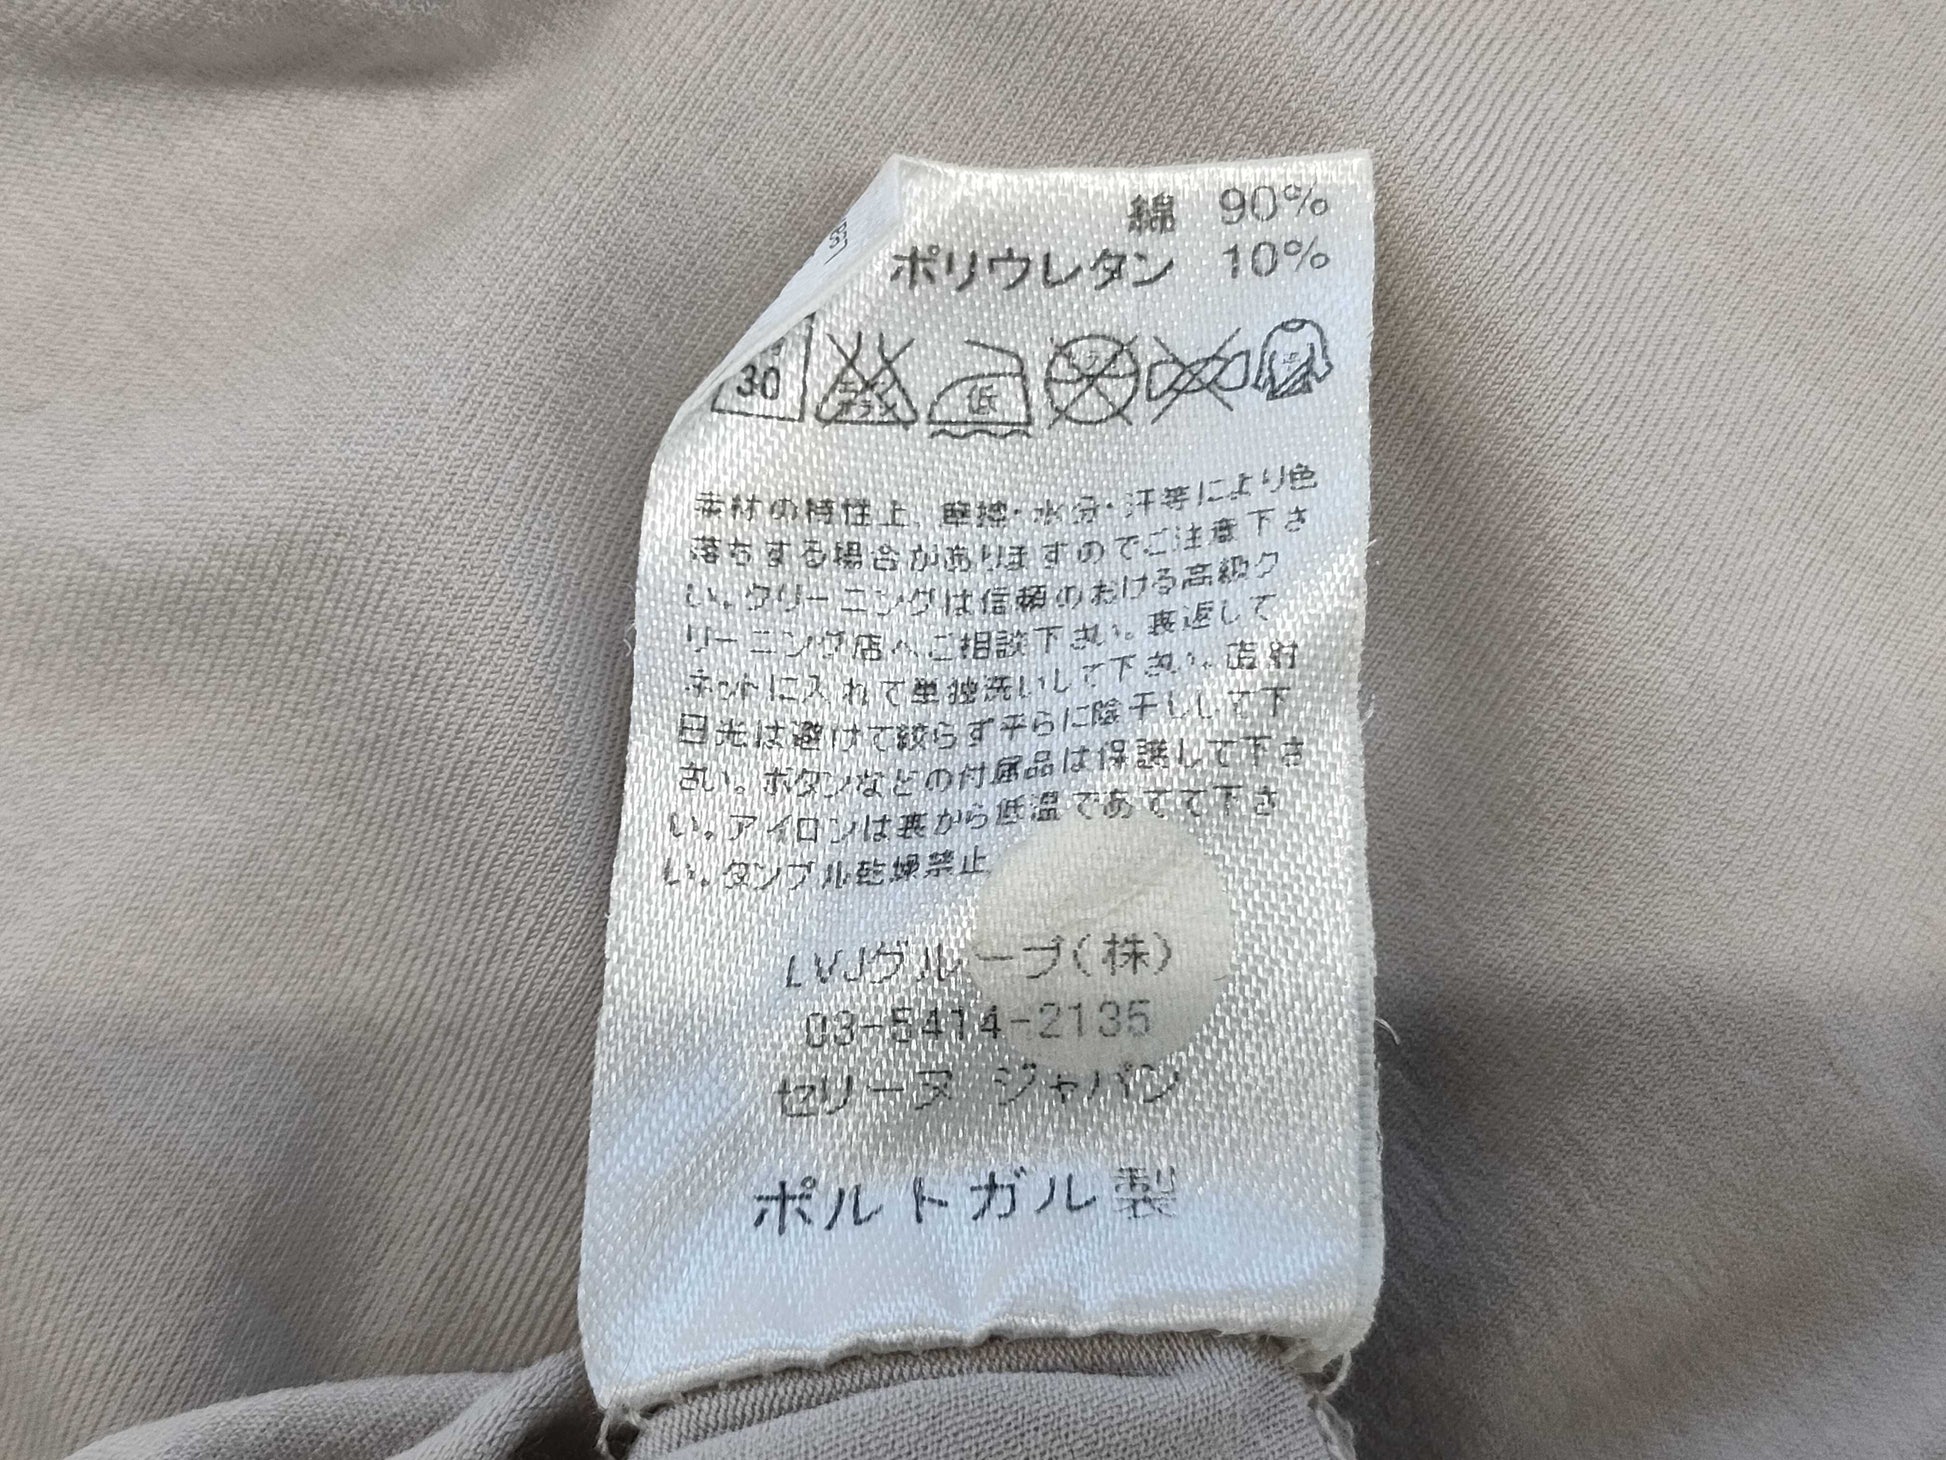 綿 90%
ポリウレタン 10%
30
エンソ
サラシ
低
ドライ
素材の特性上、摩擦・水分・汗等により色
落ちする場合がありますのでご注意下さ
い。クリーニングは信頼のおける高級ク
リーニング店へご相談下さい。裏返して
ネットに入れて単独洗いして下さい。直射
日光は避けて絞らず平らに陰干しして下
さい。ボタンなどの付属品は保護して下さ
い。アイロンは裏から低温であてて下さ
い。タンブル乾燥禁止
LVJグループ(株)
03-5414-2135
セリーヌ ジャパン
ポルトガル製